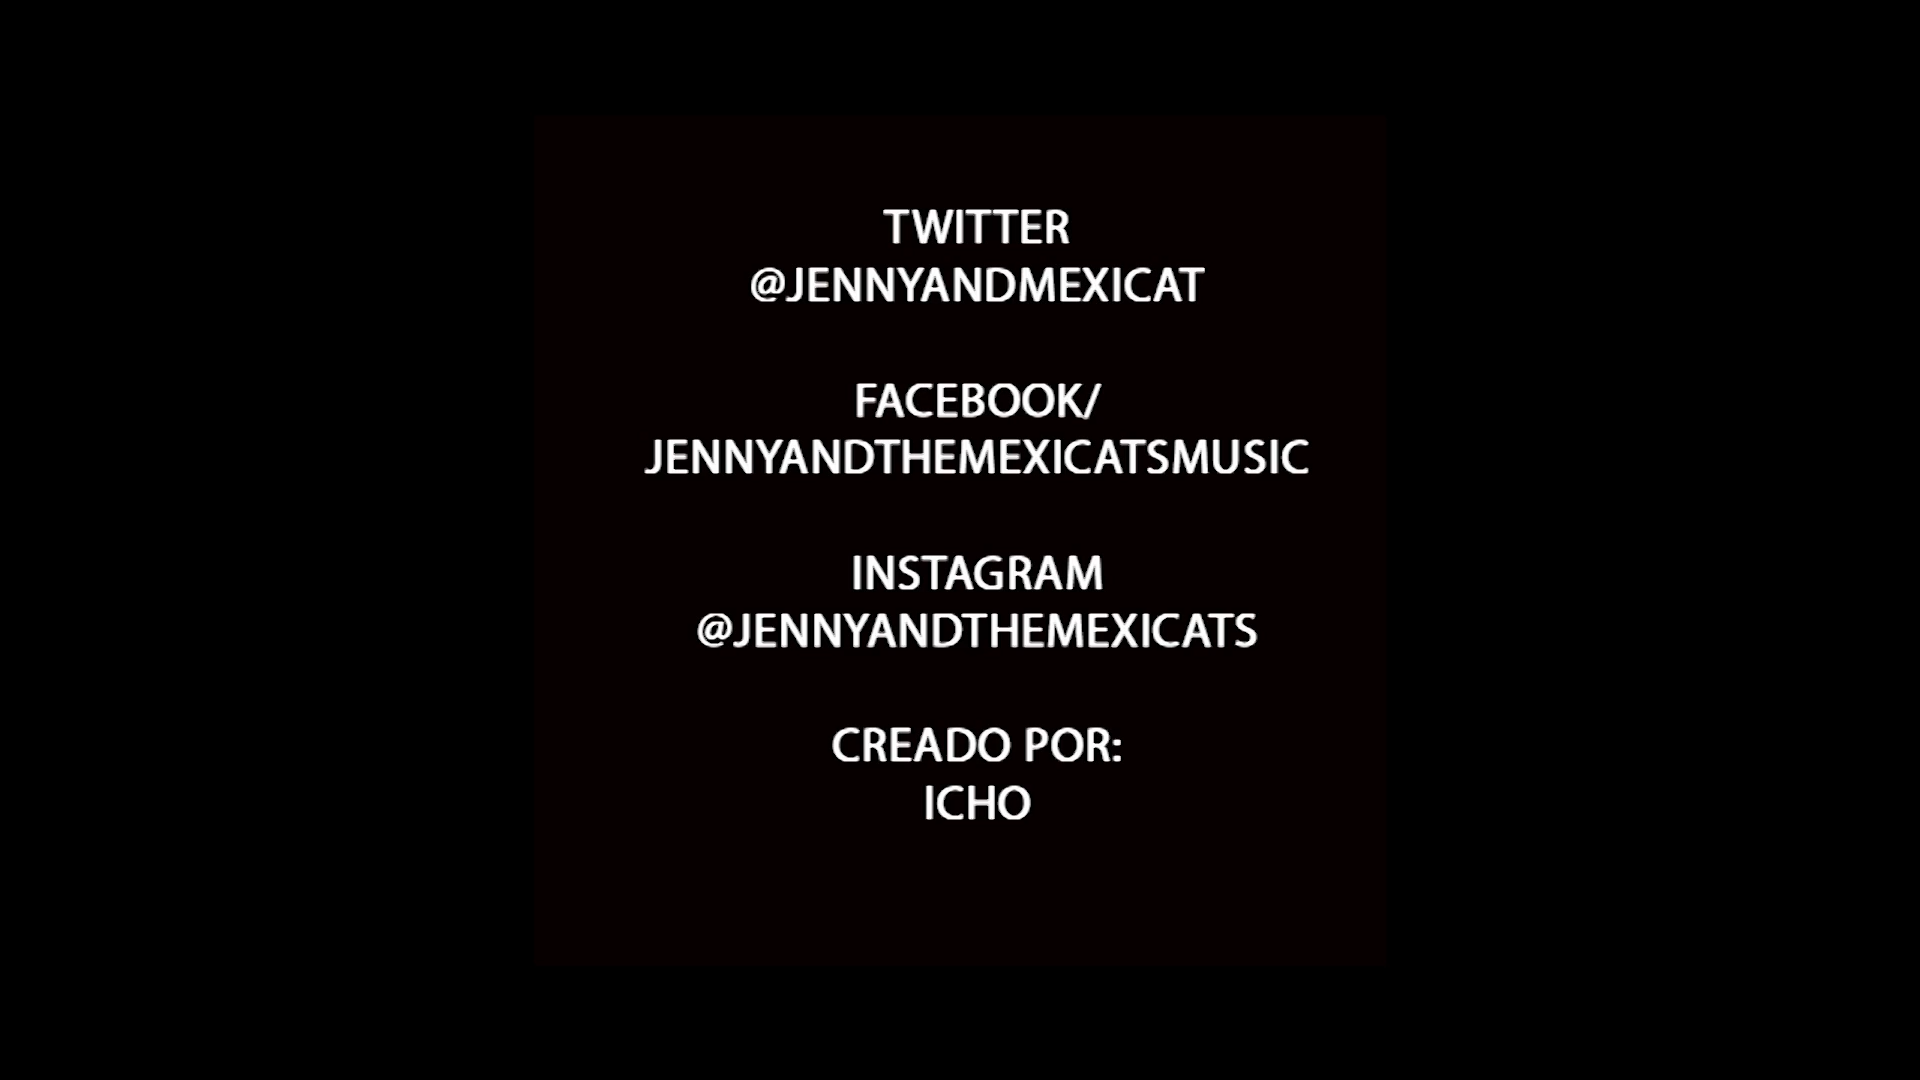 TWITTER
@JENNYANDMEXICAT
FACEBOOK/
JENNYANDTHEMEXICATSMUSIC
INSTAGRAM
@JENNYANDTHEMEXICATS
CREADO POR:
ICHO